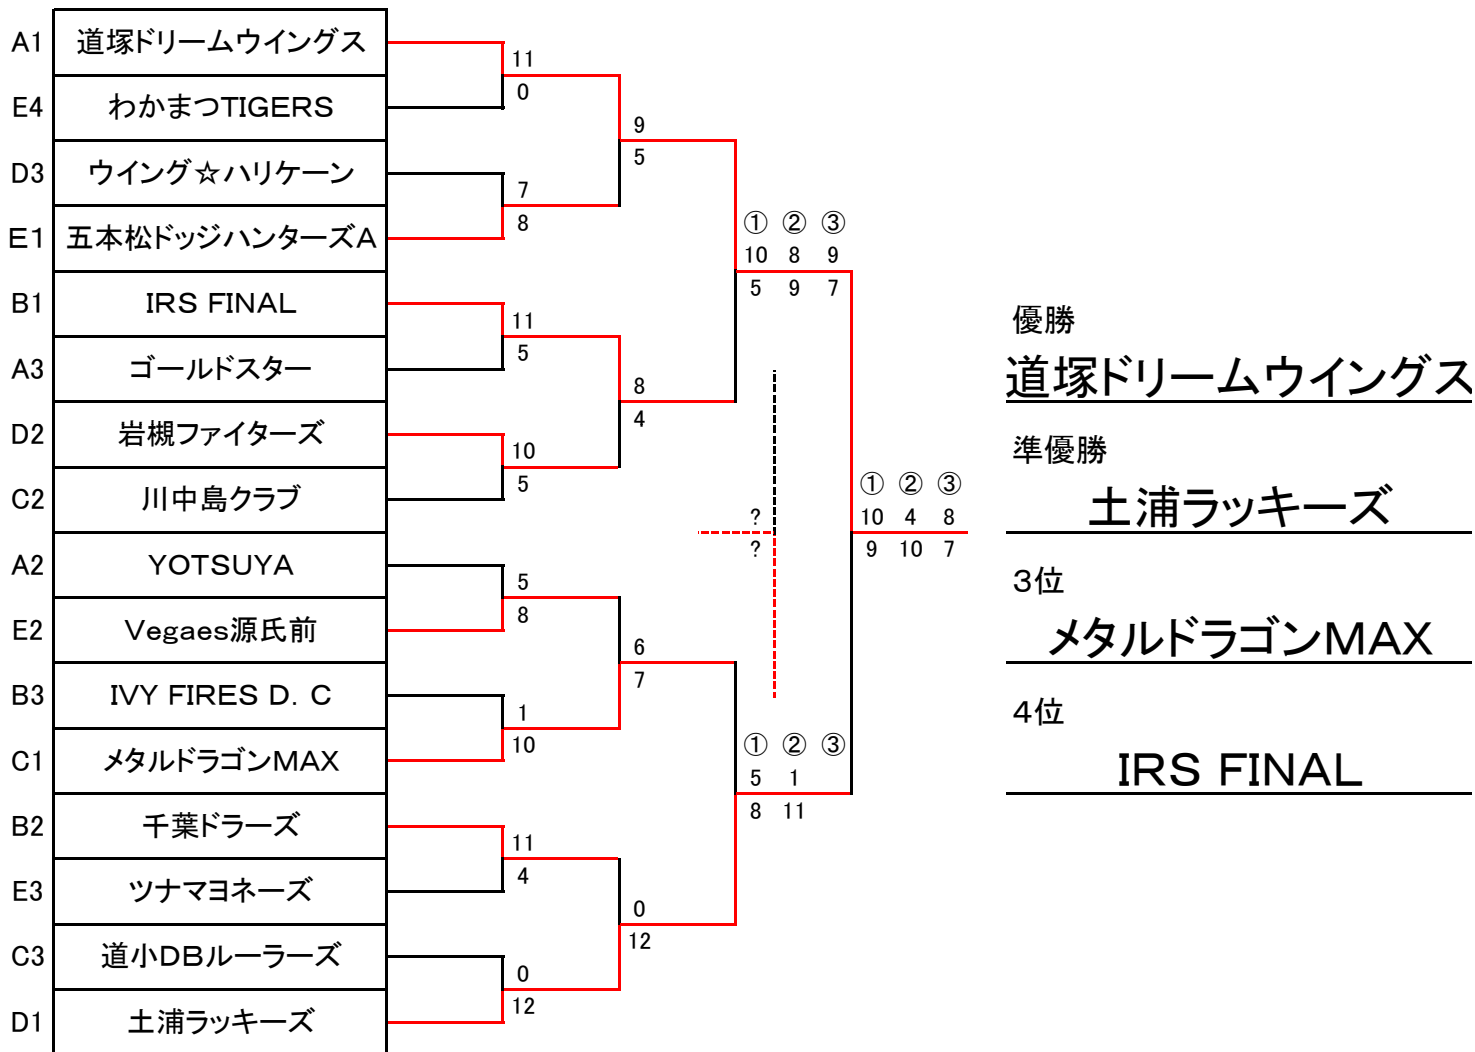 A1 道塚ドリームウイングス
11
0
E4 わかまつTIGERS
9
5
D3 ウイング☆ハリケーン
7
8
E1 五本松ドッジハンターズA
① ② ③
10 8 9
5 9 7
B1 IRS FINAL
11
5
A3 ゴールドスター
8
4
D2 岩槻ファイターズ
10
5
C2 川中島クラブ
① ② ③
10 4 8
9 10 7
?
?
A2 YOTSUYA
5
8
E2 Vegaes源氏前
6
7
B3 IVY FIRES D. C
1
10
C1 メタルドラゴンMAX
① ② ③
5 1
8 11
B2 千葉ドラーズ
11
4
E3 ツナマヨネーズ
0
12
C3 道小DBルーラーズ
0
12
D1 土浦ラッキーズ
優勝
道塚ドリームウイングス
準優勝
土浦ラッキーズ
3位
メタルドラゴンMAX
4位
IRS FINAL